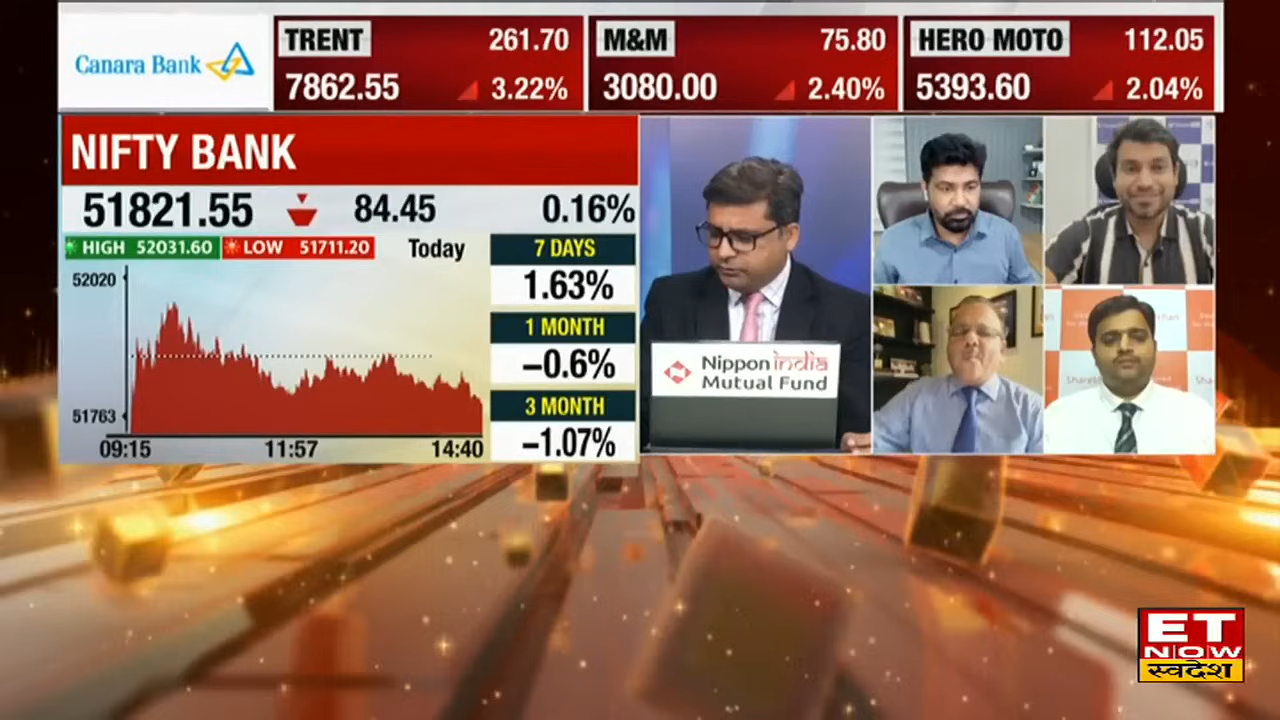 Canara Bank
TRENT 261.70
7862.55 3.22%
M&M 75.80
3080.00 2.40%
HERO MOTO 112.05
5393.60 2.04%
NIFTY BANK
51821.55 84.45 0.16%
HIGH 52031.60 LOW 51711.20 Today
52020
51763
09:15 11:57 14:40
7 DAYS
1.63%
1 MONTH
–0.6%
3 MONTH
–1.07%
Nippon india
Mutual Fund
ET
NOW
स्वदेश